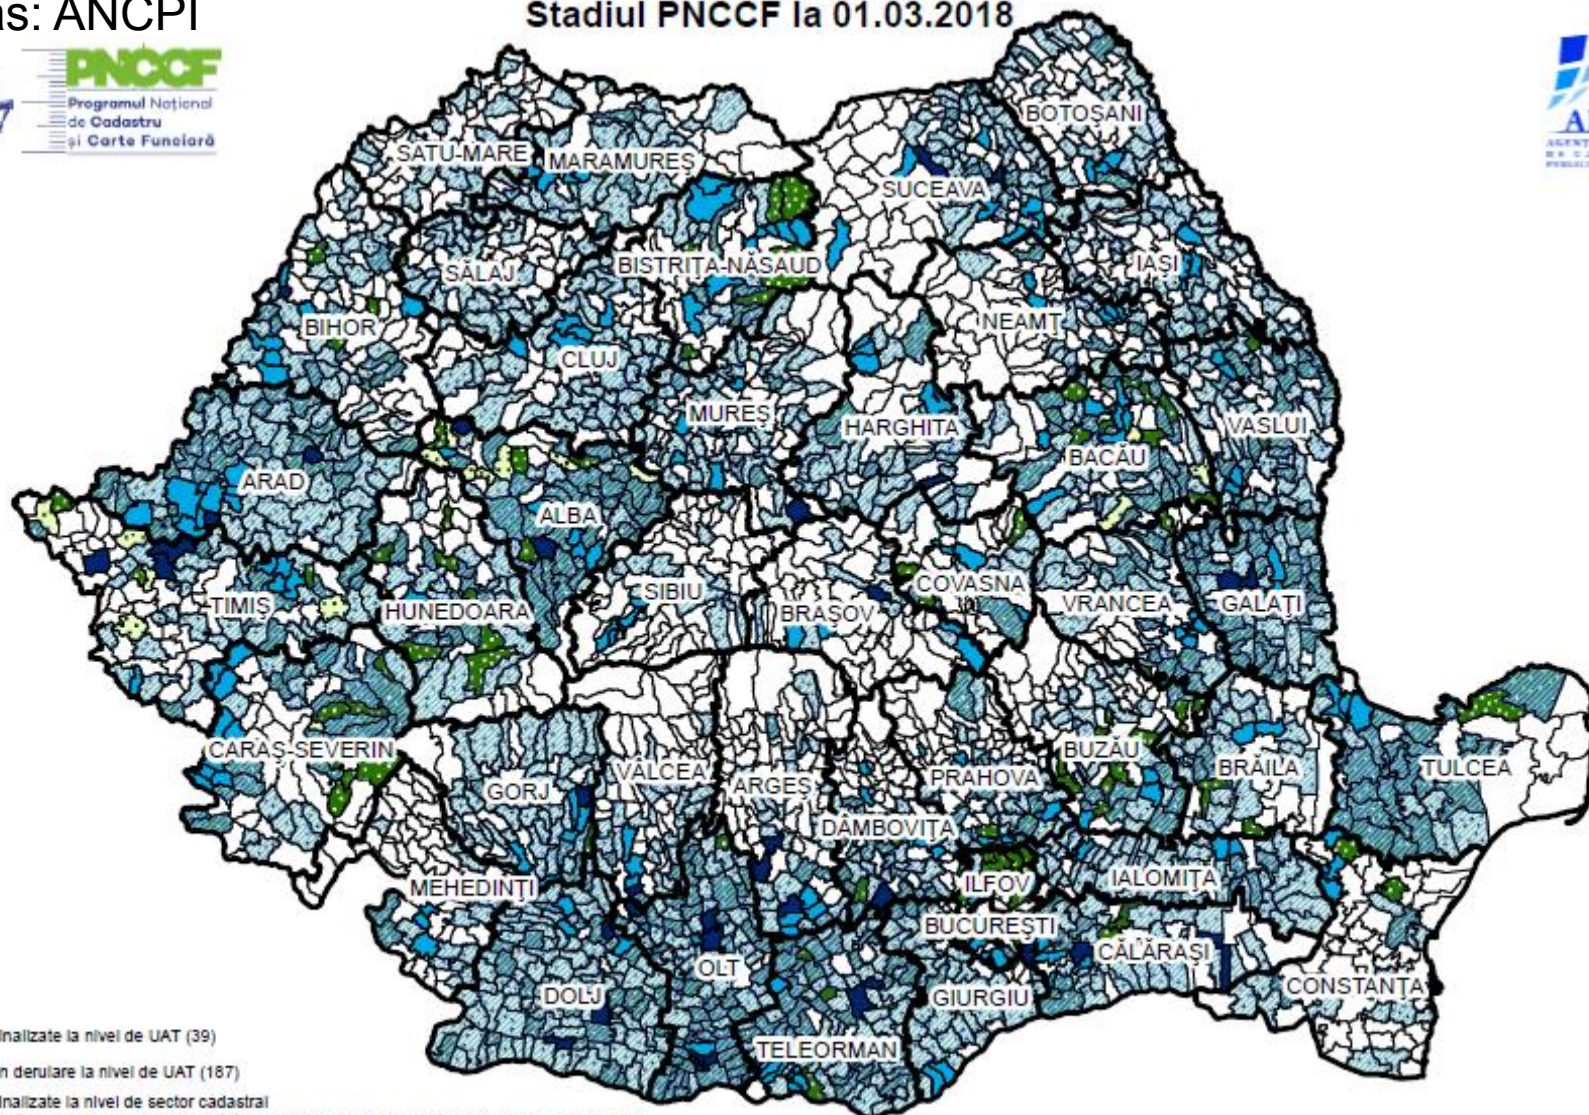 as: ANCPI
Stadiul PNCCF la 01.03.2018
PNCCF
Programul Național
de Cadastru
și Carte Funciară
BOTOȘANI
SATU-MARE
MARAMUREȘ
SUCEAVA
SĂLAJ
BISTRIȚA-NĂSAUD
IAȘI
BIHOR
NEAMȚ
CLUJ
MUREȘ
HARGHITA
VASLUI
BACĂU
ARAD
ALBA
TIMIȘ
HUNEDOARA
SIBIU
BRAȘOV
COVASNA
VRANCEA
GALAȚI
CARAȘ-SEVERIN
GORJ
VÂLCEA
ARGEȘ
PRAHOVA
BUZĂU
BRĂILA
TULCEA
DÂMBOVIȚA
MEHEDINȚI
ILFOV
IALOMIȚA
BUCUREȘTI
CĂLĂRAȘI
OLT
DOLJ
GIURGIU
CONSTANȚA
TELEORMAN
inalizate la nivel de UAT (39)
n derulare la nivel de UAT (187)
inalizate la nivel de sector cadastral